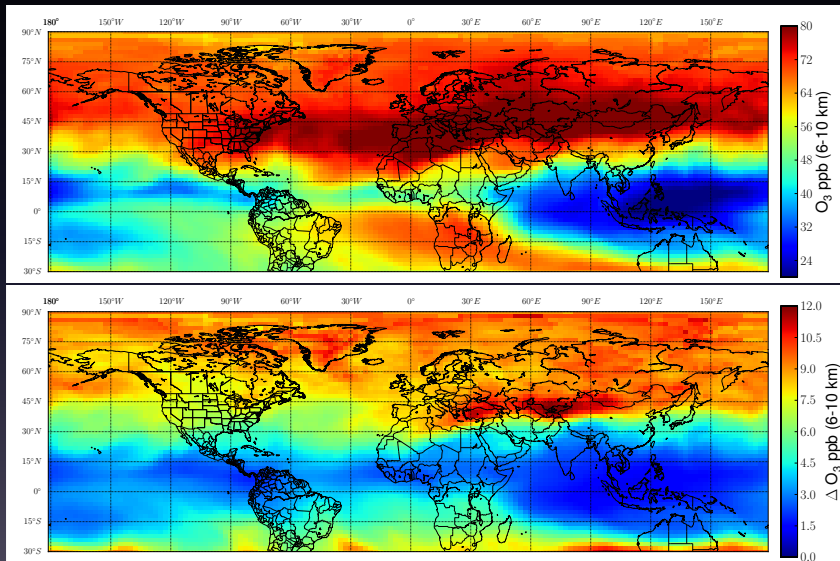 180° 150°W 120°W 90°W 60°W 30°W 0° 30°E 60°E 90°E 120°E 150°E
90°N
75°N
60°N
45°N
30°N
15°N
0°
15°S
30°S
80
72
64
56
48
40
32
24
O₃ ppb (6-10 km)
180° 150°W 120°W 90°W 60°W 30°W 0° 30°E 60°E 90°E 120°E 150°E
90°N
75°N
60°N
45°N
30°N
15°N
0°
15°S
30°S
12.0
10.5
9.0
7.5
6.0
4.5
3.0
1.5
0.0
Δ O₃ ppb (6-10 km)